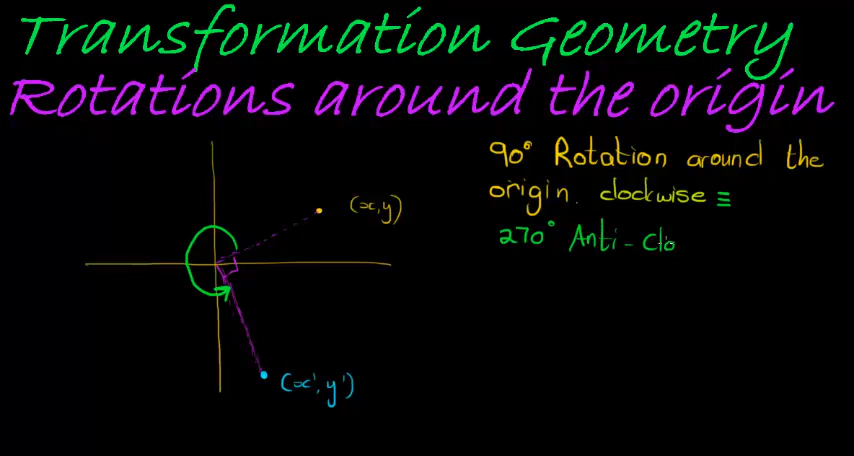 Transformation Geometry
Rotations around the origin
90° Rotation around the
origin. clockwise ≡
270° Anti-Clo
(x,y)
(x',y')